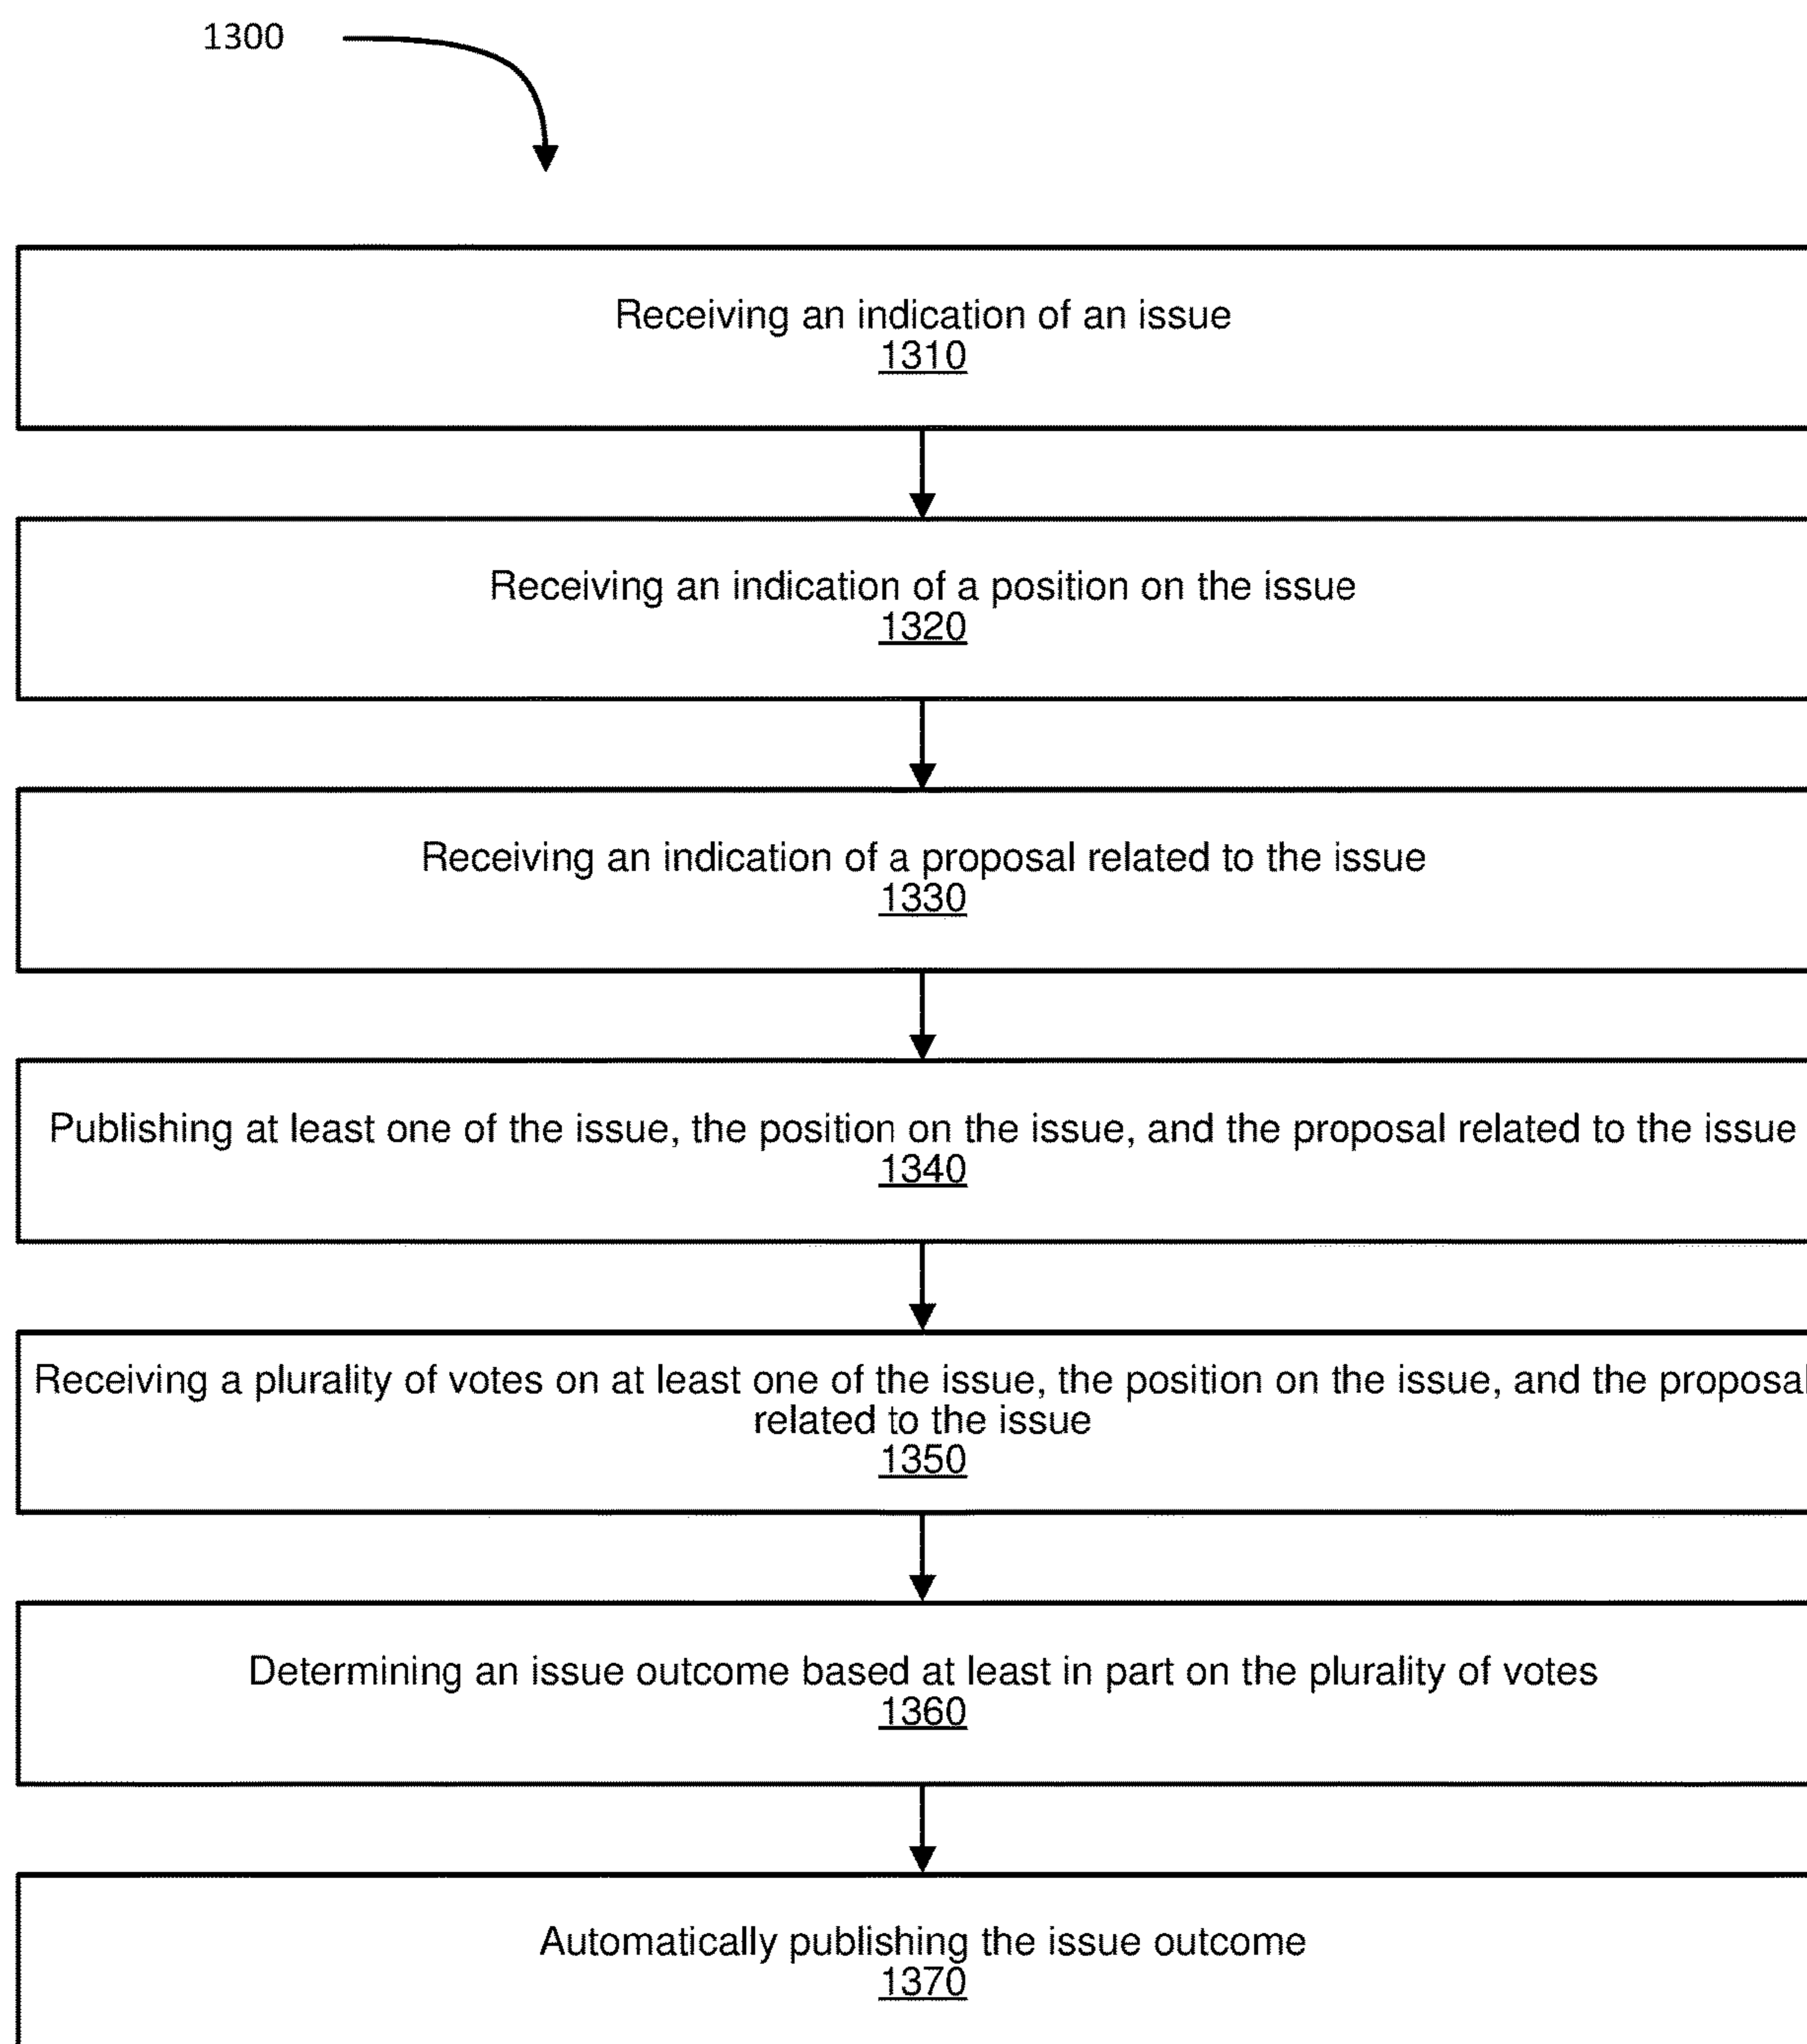 1300
Receiving an indication of an issue
1310
Receiving an indication of a position on the issue
1320
Receiving an indication of a proposal related to the issue
1330
Publishing at least one of the issue, the position on the issue, and the proposal related to the issue
1340
Receiving a plurality of votes on at least one of the issue, the position on the issue, and the proposal
related to the issue
1350
Determining an issue outcome based at least in part on the plurality of votes
1360
Automatically publishing the issue outcome
1370